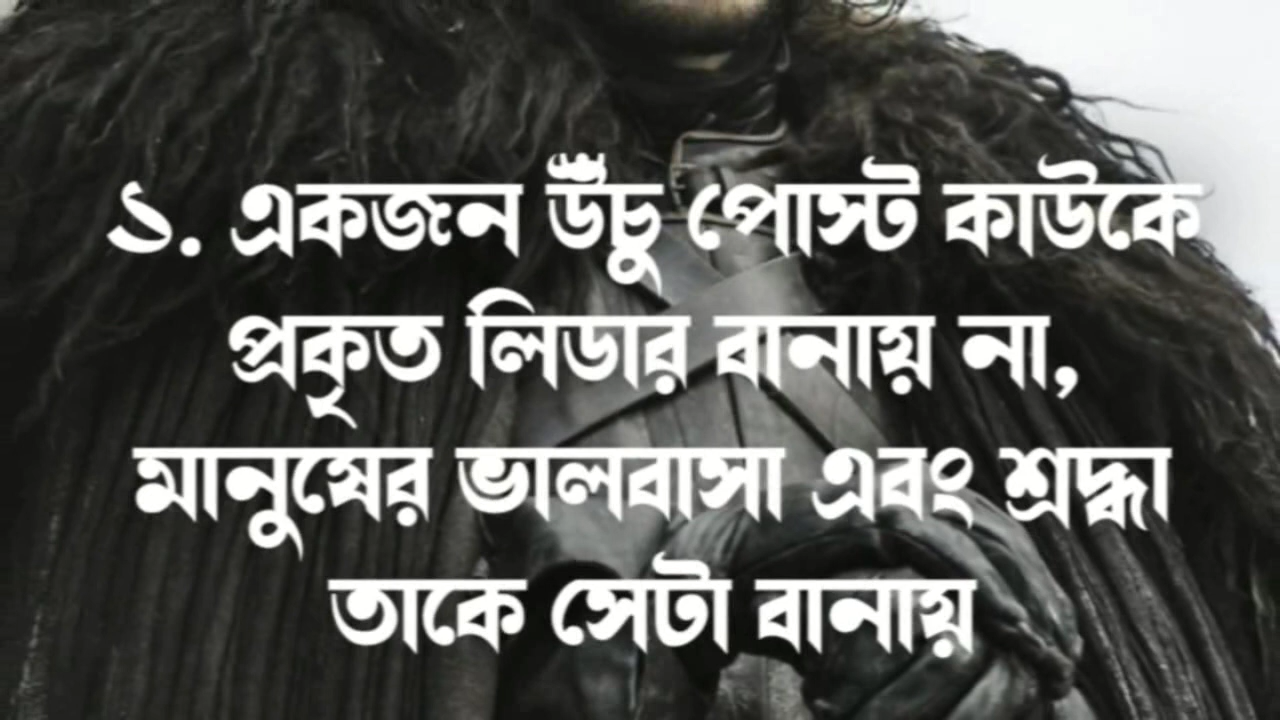 ১. একজন উঁচু পোস্ট কাউকে
প্রকৃত লিডার বানায় না,
মানুষের ভালবাসা এবং শ্রদ্ধা
তাকে সেটা বানায়